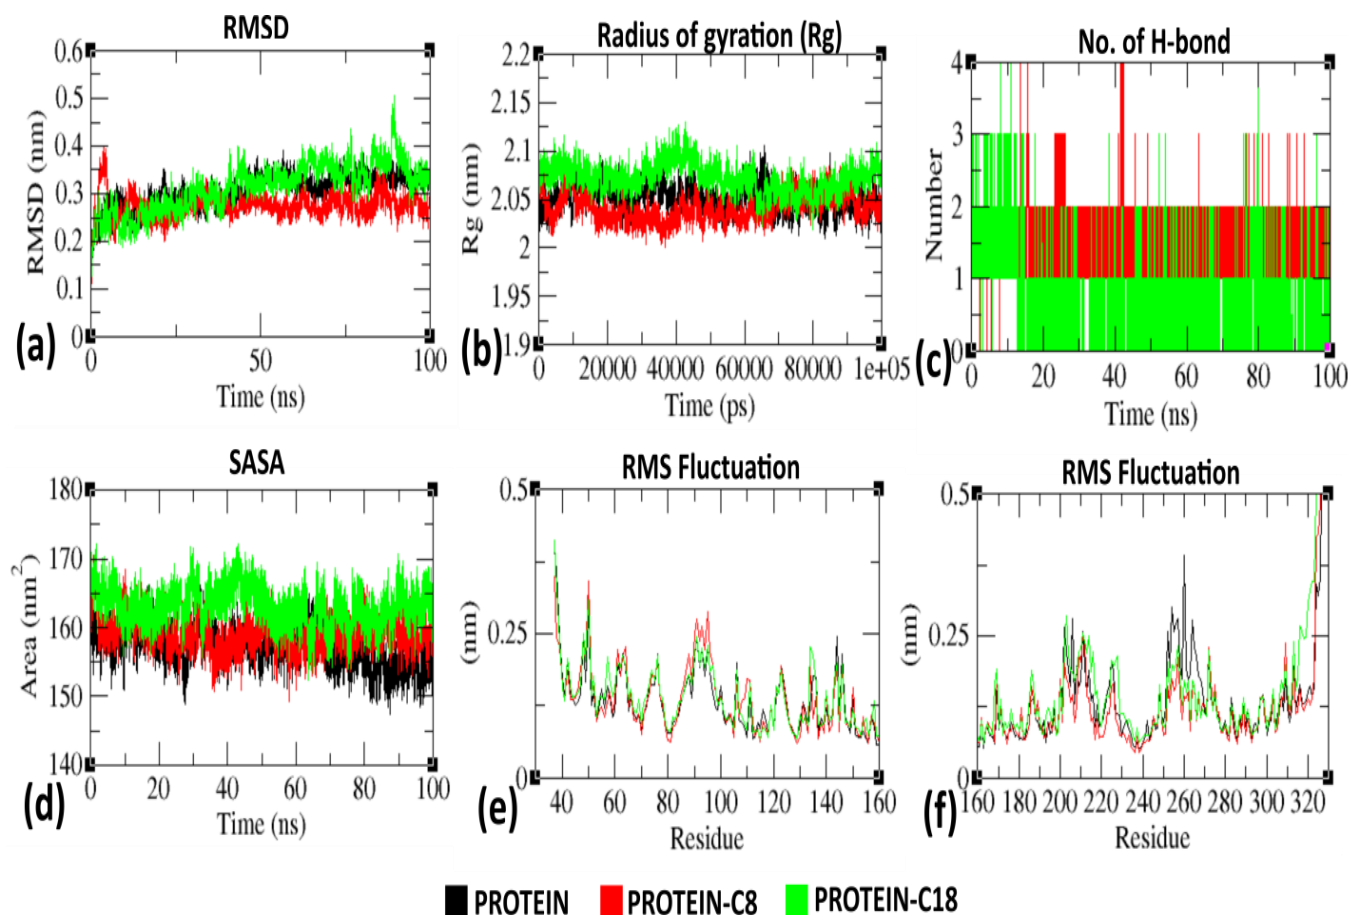 RMSD
0.6
0.5
0.4
0.3
0.2
0.1
0
RMSD (nm)
0
50
100
Time (ns)
(a)
Radius of gyration (Rg)
2.2
2.15
2.1
2.05
2
1.95
1.9
Rg (nm)
0
20000
40000
60000
80000
1e+05
Time (ps)
(b)
No. of H-bond
4
3
2
1
0
Number
0
20
40
60
80
100
Time (ns)
(c)
SASA
180
170
160
150
140
Area (nm²)
0
20
40
60
80
100
Time (ns)
(d)
RMS Fluctuation
0.5
0.25
0
(nm)
40
60
80
100
120
140
160
Residue
(e)
RMS Fluctuation
0.5
0.25
0
(nm)
160
180
200
220
240
260
280
300
320
Residue
(f)
PROTEIN
PROTEIN-C8
PROTEIN-C18